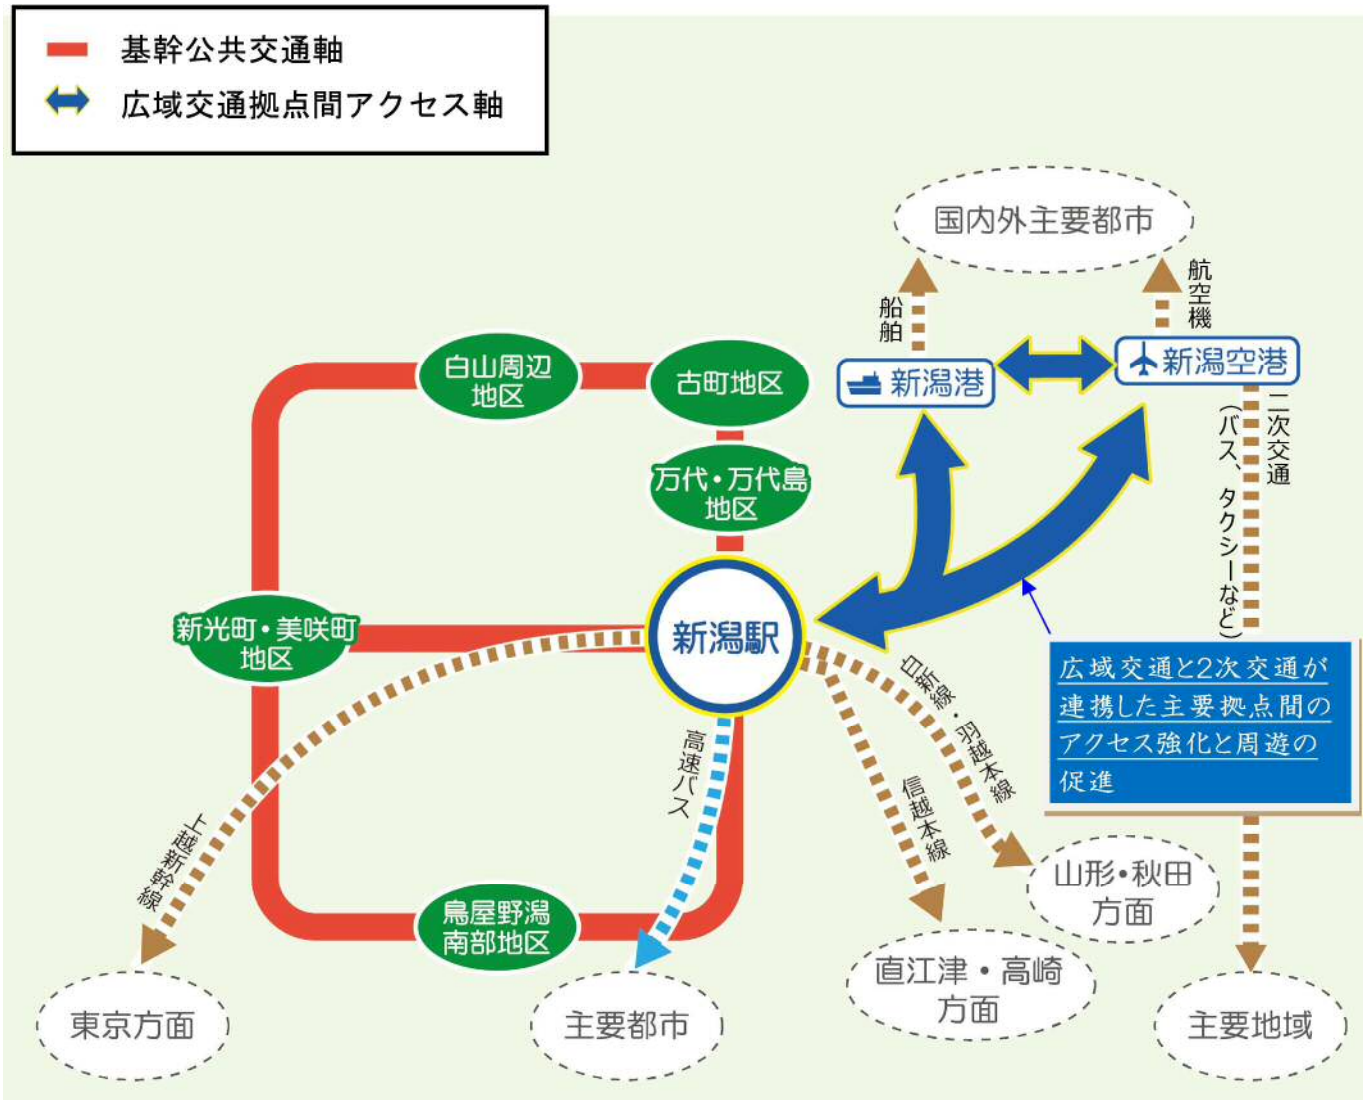 基幹公共交通軸
広域交通拠点間アクセス軸
国内外主要都市
船舶
航空機
新潟港
新潟空港
二次交通
（バス、タクシーなど）
白山周辺
地区
古町地区
万代・万代島
地区
新光町・美咲町
地区
新潟駅
広域交通と2次交通が
連携した主要拠点間の
アクセス強化と周遊の
促進
白新線・羽越本線
信越本線
高速バス
上越新幹線
鳥屋野潟
南部地区
山形・秋田
方面
直江津・高崎
方面
東京方面
主要都市
主要地域